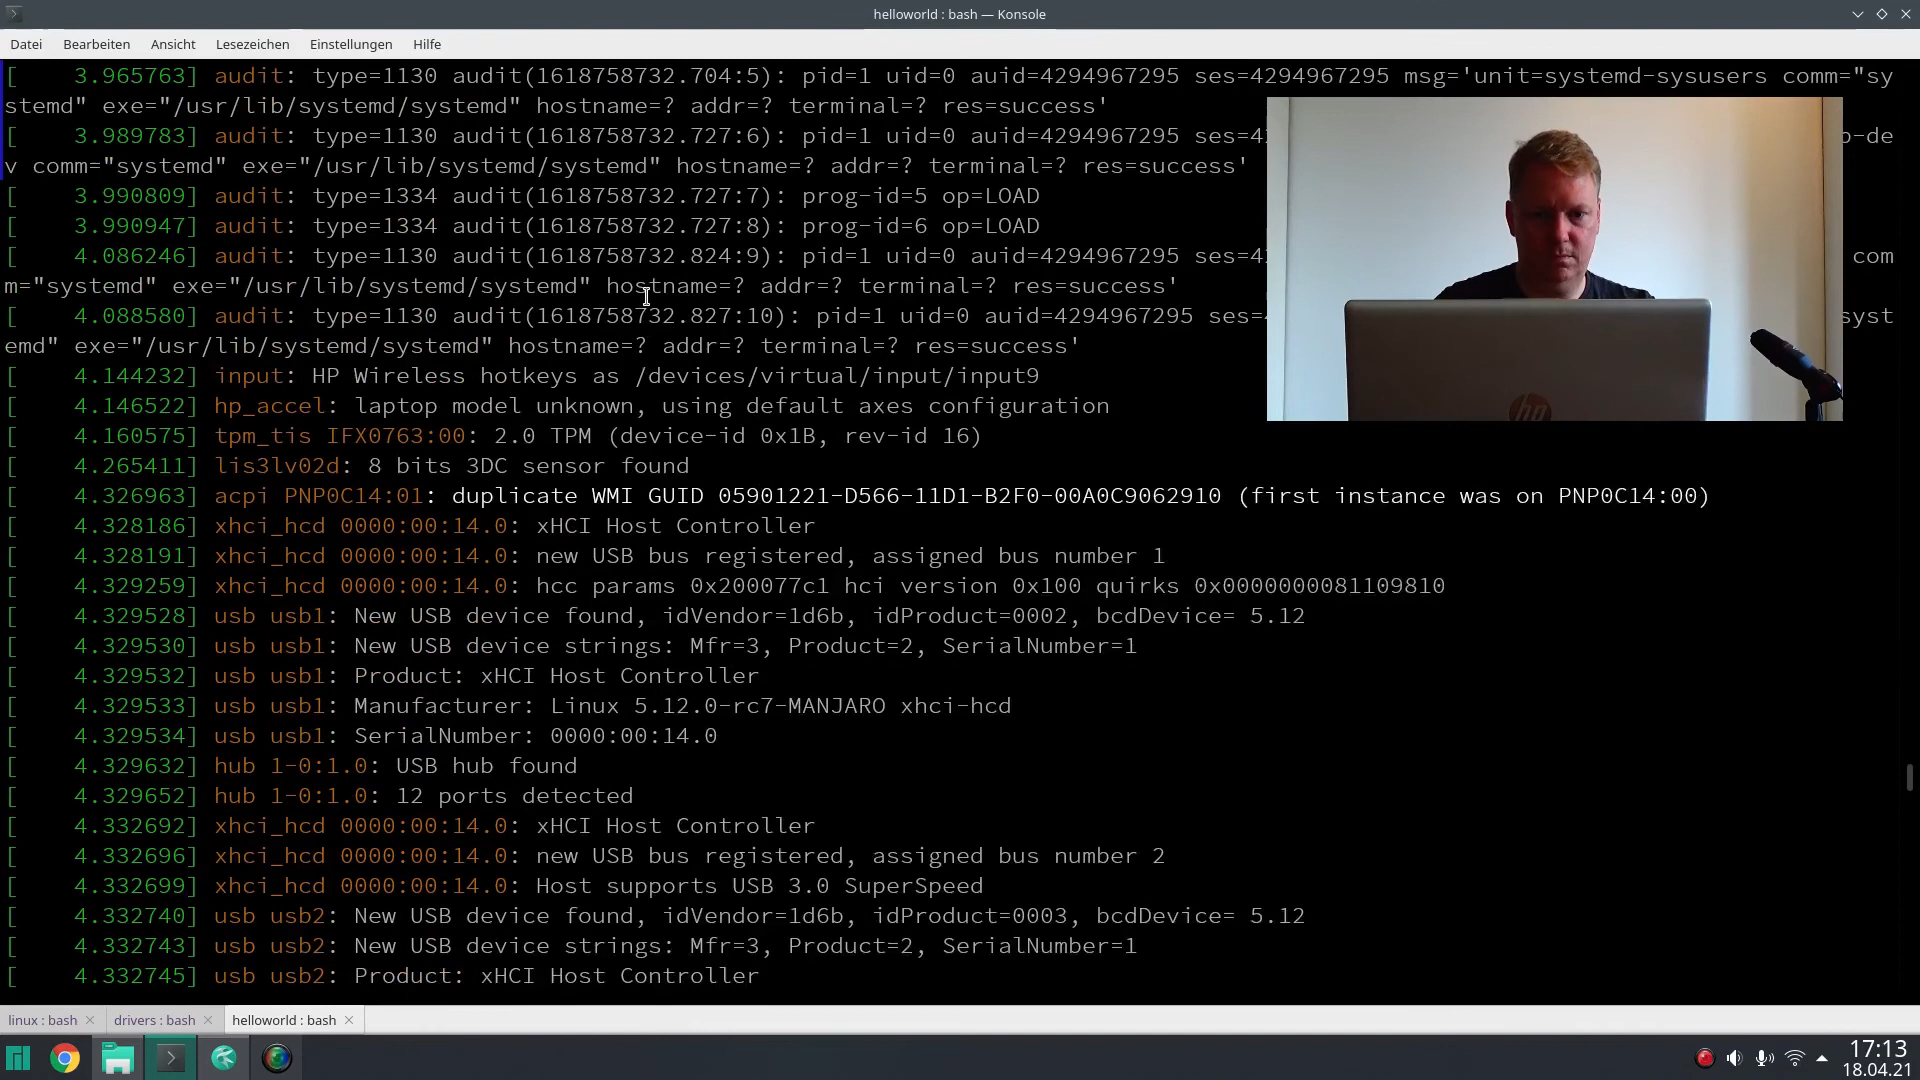 helloworld : bash — Konsole
Datei Bearbeiten Ansicht Lesezeichen Einstellungen Hilfe
[    3.965763] audit: type=1130 audit(1618758732.704:5): pid=1 uid=0 auid=4294967295 ses=4294967295 msg='unit=systemd-sysusers comm="sy
stemd" exe="/usr/lib/systemd/systemd" hostname=? addr=? terminal=? res=success'
[    3.989783] audit: type=1130 audit(1618758732.727:6): pid=1 uid=0 auid=4294967295 ses=42
-de
v comm="systemd" exe="/usr/lib/systemd/systemd" hostname=? addr=? terminal=? res=success'
[    3.990809] audit: type=1334 audit(1618758732.727:7): prog-id=5 op=LOAD
[    3.990947] audit: type=1334 audit(1618758732.727:8): prog-id=6 op=LOAD
[    4.086246] audit: type=1130 audit(1618758732.824:9): pid=1 uid=0 auid=4294967295 ses=42
com
m="systemd" exe="/usr/lib/systemd/systemd" hostname=? addr=? terminal=? res=success'
[    4.088580] audit: type=1130 audit(1618758732.827:10): pid=1 uid=0 auid=4294967295 ses=
syst
emd" exe="/usr/lib/systemd/systemd" hostname=? addr=? terminal=? res=success'
[    4.144232] input: HP Wireless hotkeys as /devices/virtual/input/input9
[    4.146522] hp_accel: laptop model unknown, using default axes configuration
[    4.160575] tpm_tis IFX0763:00: 2.0 TPM (device-id 0x1B, rev-id 16)
[    4.265411] lis3lv02d: 8 bits 3DC sensor found
[    4.326963] acpi PNP0C14:01: duplicate WMI GUID 05901221-D566-11D1-B2F0-00A0C9062910 (first instance was on PNP0C14:00)
[    4.328186] xhci_hcd 0000:00:14.0: xHCI Host Controller
[    4.328191] xhci_hcd 0000:00:14.0: new USB bus registered, assigned bus number 1
[    4.329259] xhci_hcd 0000:00:14.0: hcc params 0x200077c1 hci version 0x100 quirks 0x0000000081109810
[    4.329528] usb usb1: New USB device found, idVendor=1d6b, idProduct=0002, bcdDevice= 5.12
[    4.329530] usb usb1: New USB device strings: Mfr=3, Product=2, SerialNumber=1
[    4.329532] usb usb1: Product: xHCI Host Controller
[    4.329533] usb usb1: Manufacturer: Linux 5.12.0-rc7-MANJARO xhci-hcd
[    4.329534] usb usb1: SerialNumber: 0000:00:14.0
[    4.329632] hub 1-0:1.0: USB hub found
[    4.329652] hub 1-0:1.0: 12 ports detected
[    4.332692] xhci_hcd 0000:00:14.0: xHCI Host Controller
[    4.332696] xhci_hcd 0000:00:14.0: new USB bus registered, assigned bus number 2
[    4.332699] xhci_hcd 0000:00:14.0: Host supports USB 3.0 SuperSpeed
[    4.332740] usb usb2: New USB device found, idVendor=1d6b, idProduct=0003, bcdDevice= 5.12
[    4.332743] usb usb2: New USB device strings: Mfr=3, Product=2, SerialNumber=1
[    4.332745] usb usb2: Product: xHCI Host Controller
hp
linux : bash drivers : bash helloworld : bash
17:13
18.04.21